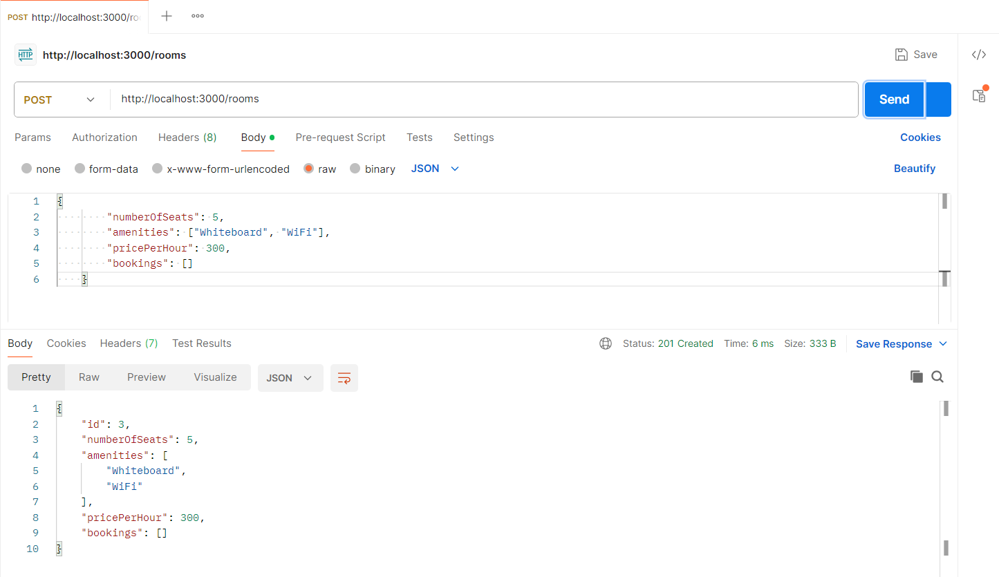 POST http://localhost:3000/ro
HTTP http://localhost:3000/rooms Save </>
POST http://localhost:3000/rooms Send
Params Authorization Headers (8) Body Pre-request Script Tests Settings Cookies
none form-data x-www-form-urlencoded raw binary JSON Beautify
1 {
2 "numberOfSeats": 5,
3 "amenities": ["Whiteboard", "WiFi"],
4 "pricePerHour": 300,
5 "bookings": []
6 }
Body Cookies Headers (7) Test Results Status: 201 Created Time: 6 ms Size: 333 B Save Response
Pretty Raw Preview Visualize JSON
1 {
2 "id": 3,
3 "numberOfSeats": 5,
4 "amenities": [
5 "Whiteboard",
6 "WiFi"
7 ],
8 "pricePerHour": 300,
9 "bookings": []
10 }